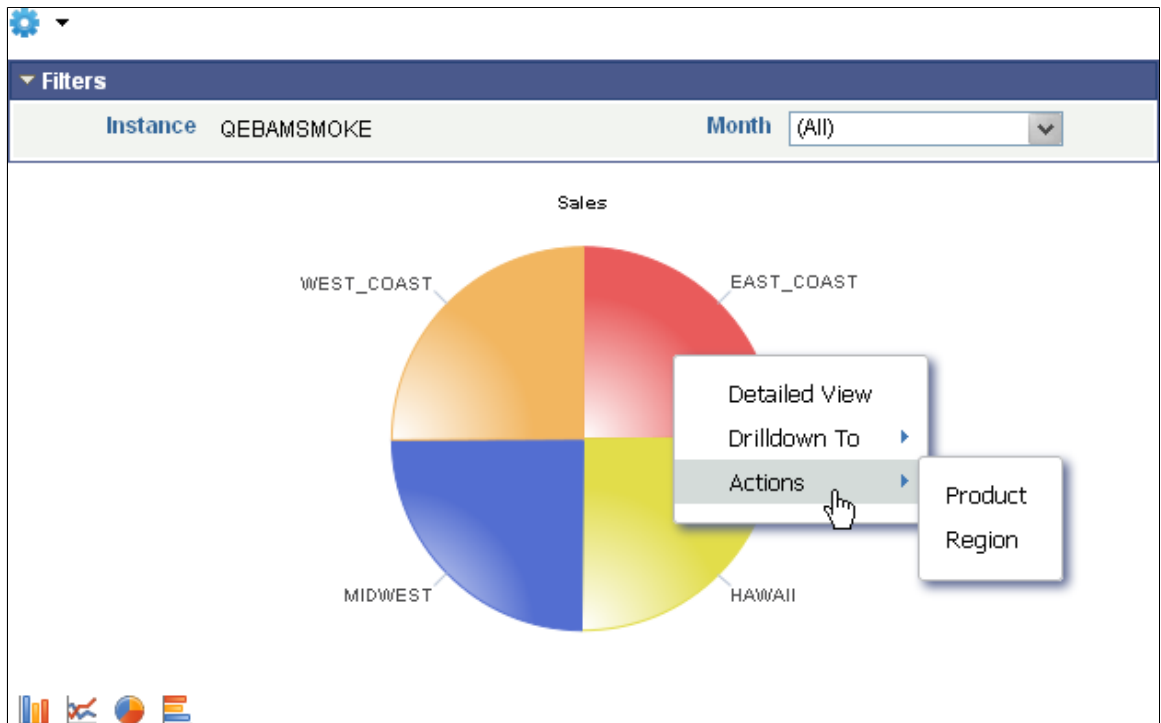 Filters
Instance QEBAMSMOKE Month (All)
Sales
WEST_COAST EAST_COAST
Detailed View
Drilldown To
Actions
Product
Region
MIDWEST HAWAII